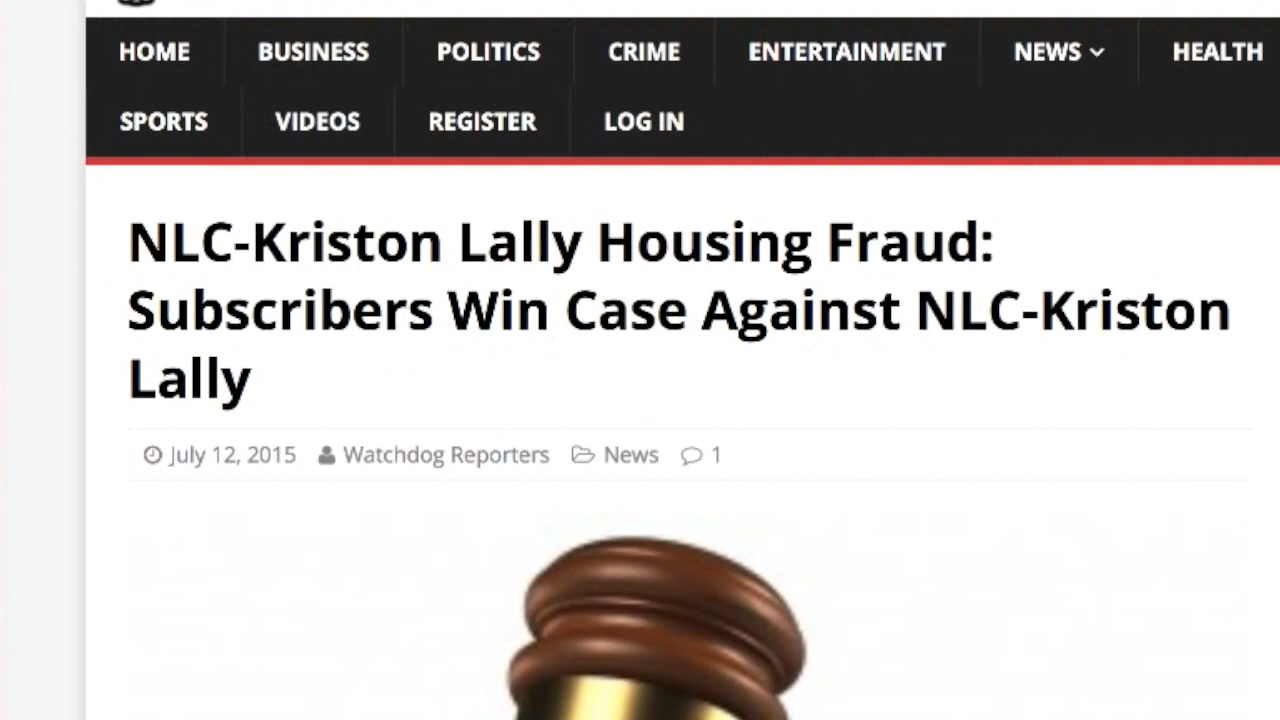 HOME BUSINESS POLITICS CRIME ENTERTAINMENT NEWS HEALTH
SPORTS VIDEOS REGISTER LOG IN
NLC-Kriston Lally Housing Fraud:
Subscribers Win Case Against NLC-Kriston
Lally
July 12, 2015 Watchdog Reporters News 1